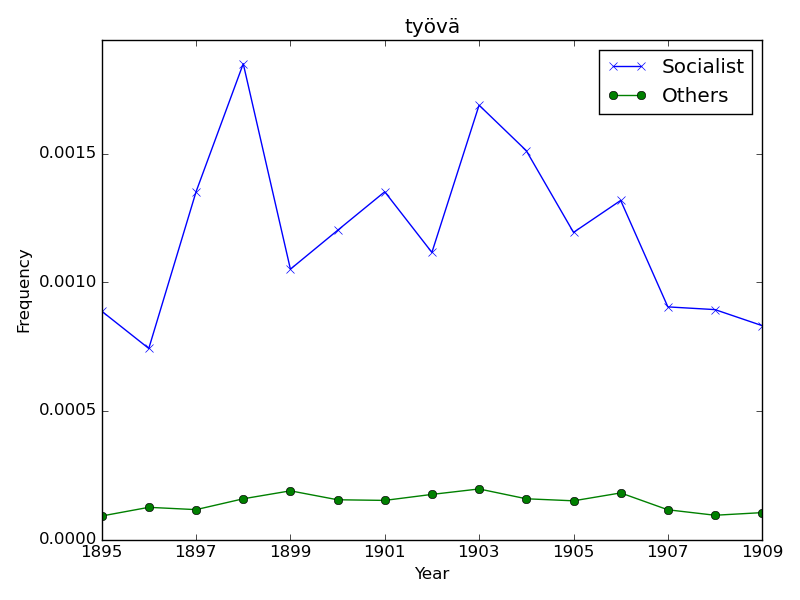 työvä
Socialist
Others
0.0015
0.0010
0.0005
0.0000
Frequency
1895 1897 1899 1901 1903 1905 1907 1909
Year